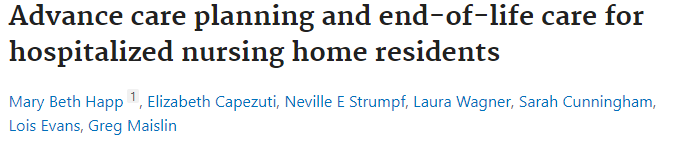 Advance care planning and end-of-life care for
hospitalized nursing home residents
Mary Beth Happ 1, Elizabeth Capezuti, Neville E Strumpf, Laura Wagner, Sarah Cunningham,
Lois Evans, Greg Maislin